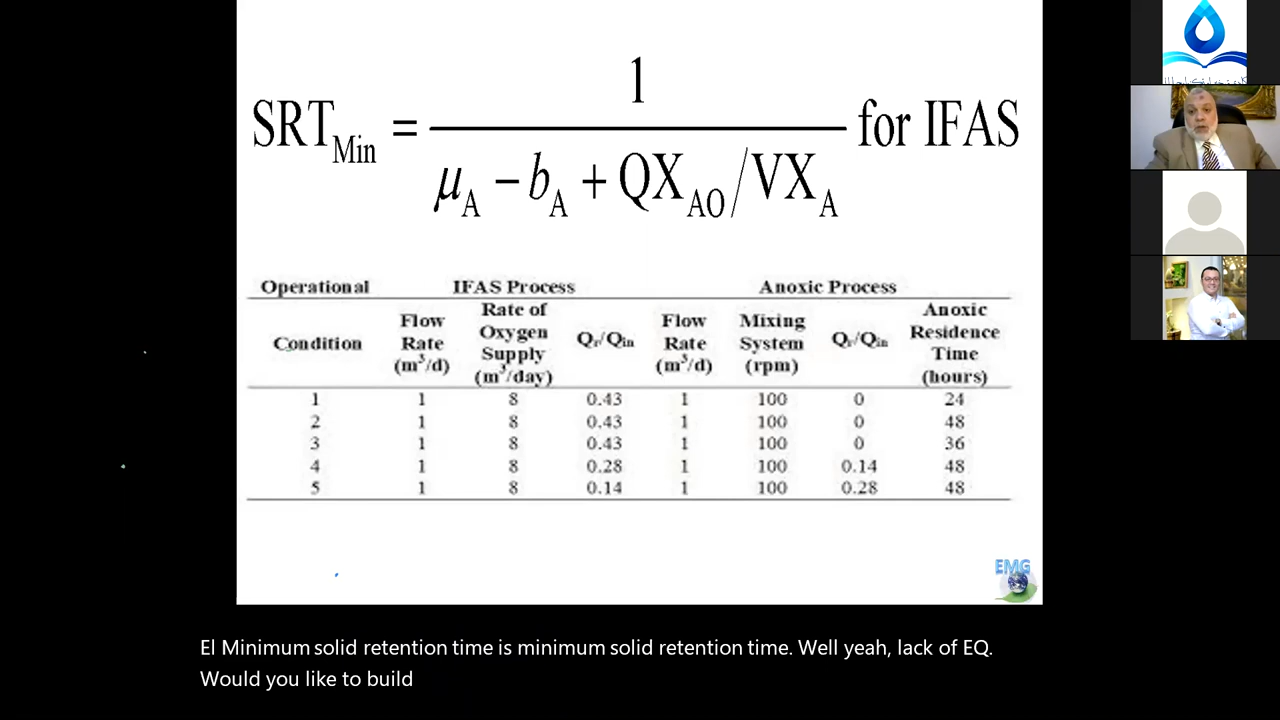 SRT_Min = 1 / (μ_A − b_A + QX_AO/VX_A) for IFAS
Operational IFAS Process Anoxic Process
Condition Flow Rate (m³/d) Rate of Oxygen Supply (m³/day) Qr/Qin Flow Rate (m³/d) Mixing System (rpm) Qr/Qin Anoxic Residence Time (hours)
1 1 8 0.43 1 100 0 24
2 1 8 0.43 1 100 0 48
3 1 8 0.43 1 100 0 36
4 1 8 0.28 1 100 0.14 48
5 1 8 0.14 1 100 0.28 48
EMG
El Minimum solid retention time is minimum solid retention time. Well yeah, lack of EQ.
Would you like to build